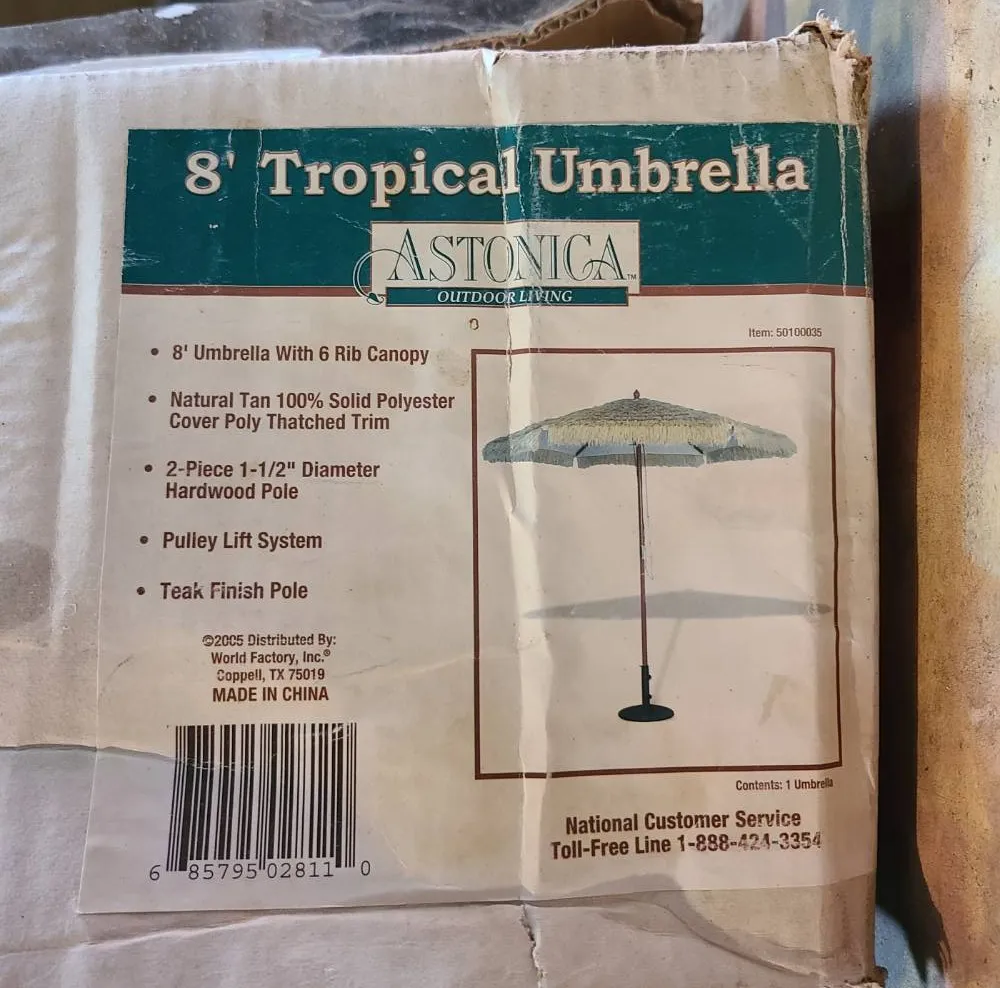 8' Tropical Umbrella
ASTONICA™
OUTDOOR LIVING
Item: 50100035
• 8' Umbrella With 6 Rib Canopy
• Natural Tan 100% Solid Polyester
Cover Poly Thatched Trim
• 2-Piece 1-1/2" Diameter
Hardwood Pole
• Pulley Lift System
• Teak Finish Pole
©2005 Distributed By:
World Factory, Inc.®
Coppell, TX 75019
MADE IN CHINA
6 85795 02811 0
Contents: 1 Umbrella
National Customer Service
Toll-Free Line 1-888-424-3354